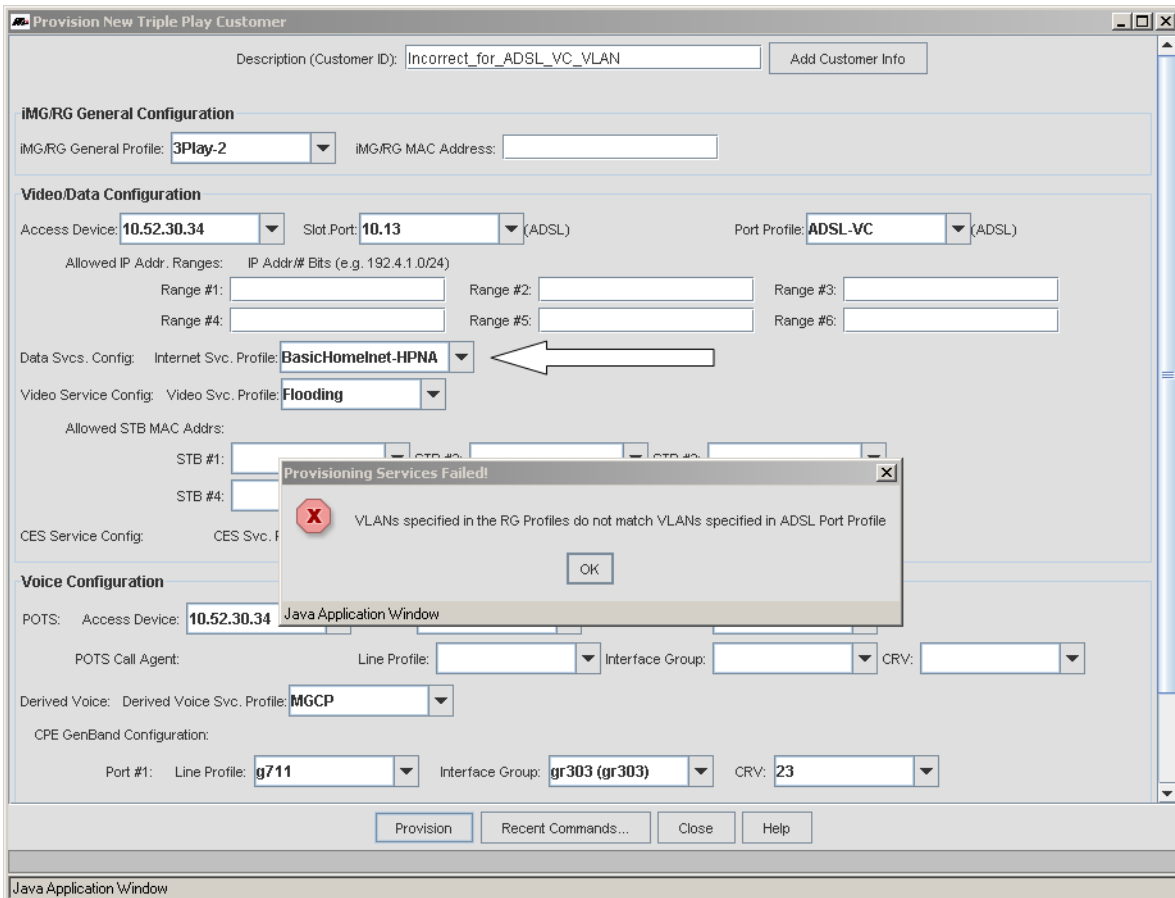 Provision New Triple Play Customer
Description (Customer ID): Incorrect_for_ADSL_VC_VLAN Add Customer Info
iMG/RG General Configuration
iMG/RG General Profile: 3Play-2 iMG/RG MAC Address:
Video/Data Configuration
Access Device: 10.52.30.34 Slot.Port: 10.13 (ADSL) Port Profile: ADSL-VC (ADSL)
Allowed IP Addr. Ranges: IP Addr/# Bits (e.g. 192.4.1.0/24)
Range #1: Range #2: Range #3:
Range #4: Range #5: Range #6:
Data Svcs. Config: Internet Svc. Profile: BasicHomeInet-HPNA
Video Service Config: Video Svc. Profile: Flooding
Allowed STB MAC Addrs:
STB #1:
STB #4:
Provisioning Services Failed!
VLANs specified in the RG Profiles do not match VLANs specified in ADSL Port Profile
OK
Java Application Window
CES Service Config: CES Svc.
Voice Configuration
POTS: Access Device: 10.52.30.34
POTS Call Agent: Line Profile: Interface Group: CRV:
Derived Voice: Derived Voice Svc. Profile: MGCP
CPE GenBand Configuration:
Port #1: Line Profile: g711 Interface Group: gr303 (gr303) CRV: 23
Provision Recent Commands... Close Help
Java Application Window